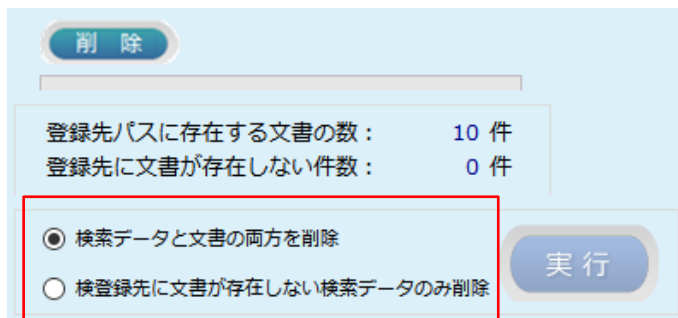 削 除
登録先パスに存在する文書の数： 10 件
登録先に文書が存在しない件数： 0 件
検索データと文書の両方を削除
実 行
検登録先に文書が存在しない検索データのみ削除